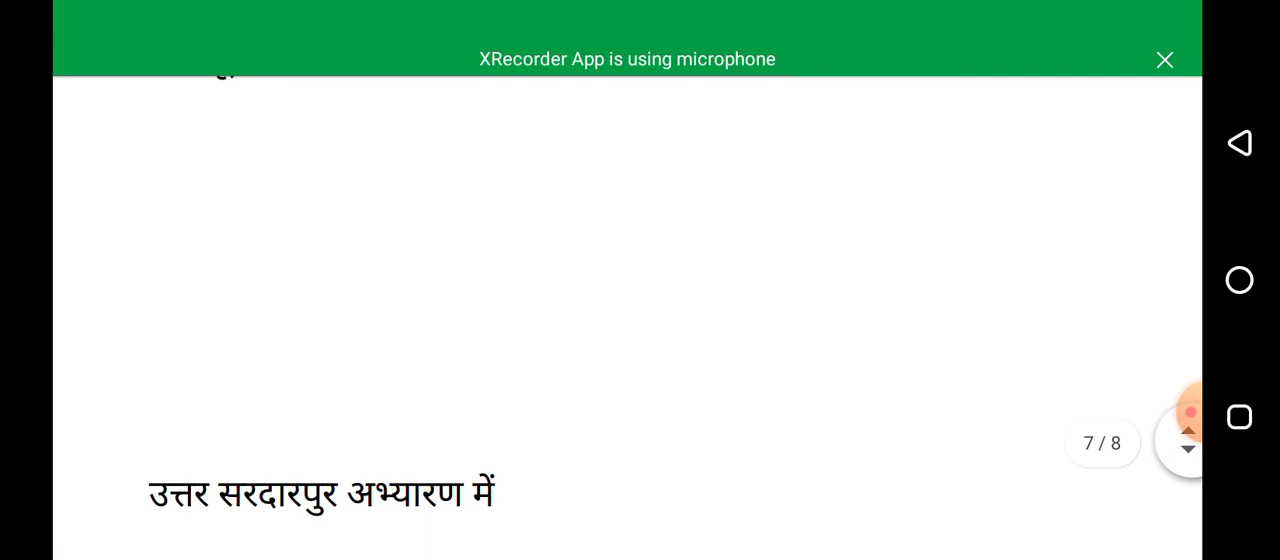 XRecorder App is using microphone
7 / 8
उत्तर सरदारपुर अभ्यारण में